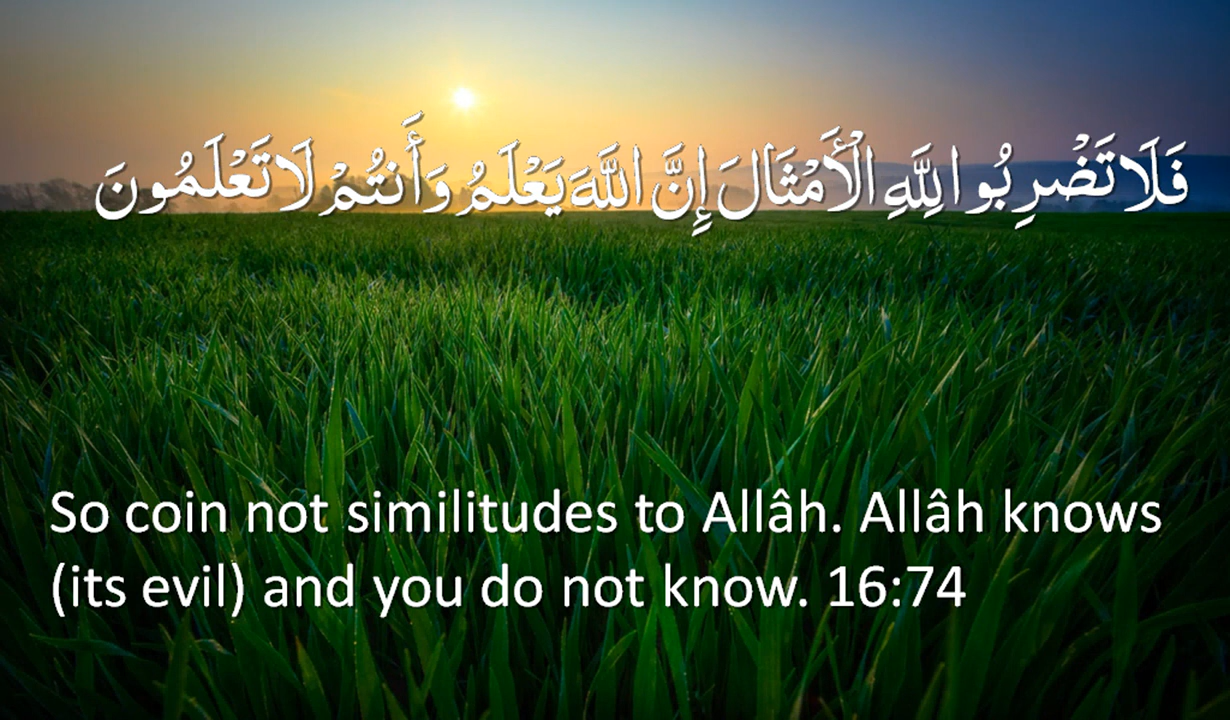 فَلَا تَضْرِبُوا لِلَّهِ الْأَمْثَالَ إِنَّ اللَّهَ يَعْلَمُ وَأَنتُمْ لَا تَعْلَمُونَ
So coin not similitudes to Allâh. Allâh knows
(its evil) and you do not know. 16:74